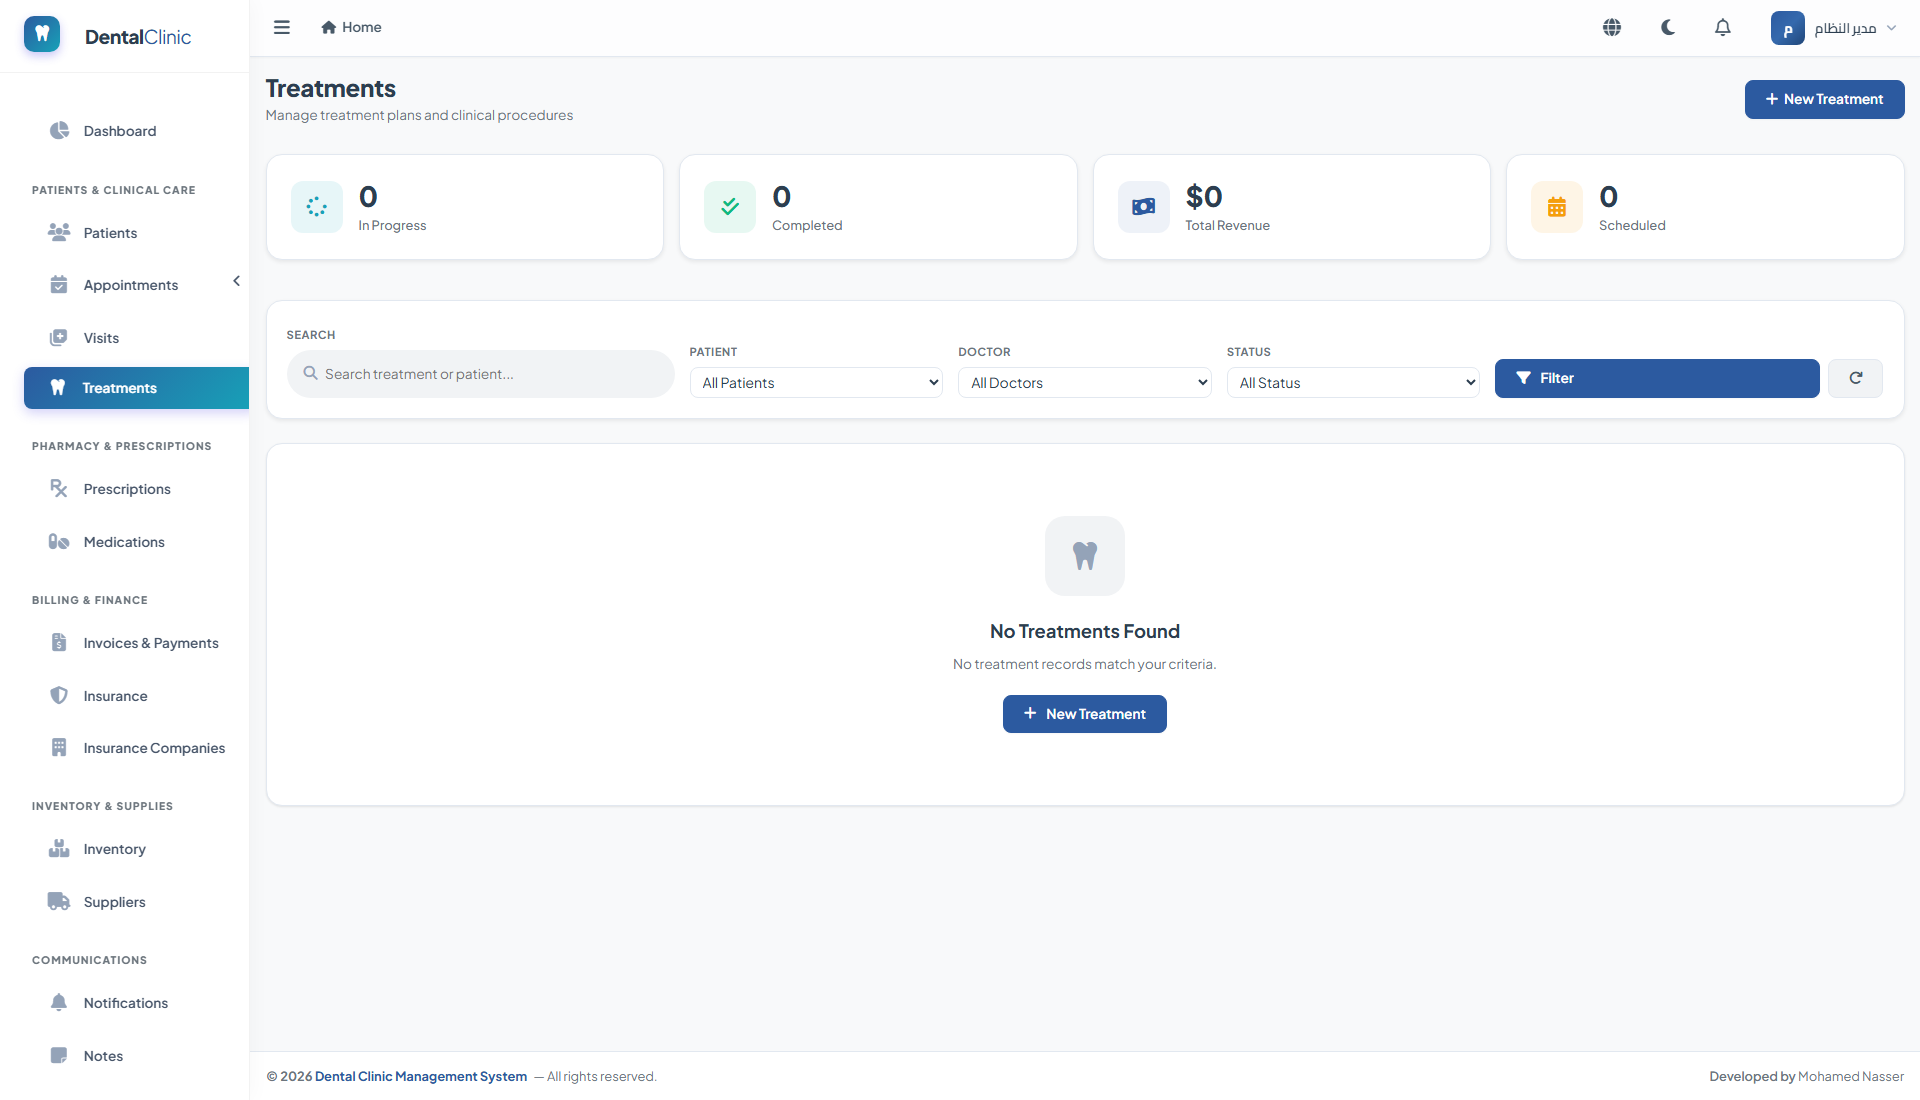 DentalClinic
Home
م
مدير النظام
Dashboard
PATIENTS & CLINICAL CARE
Patients
Appointments
Visits
Treatments
PHARMACY & PRESCRIPTIONS
Prescriptions
Medications
BILLING & FINANCE
Invoices & Payments
Insurance
Insurance Companies
INVENTORY & SUPPLIES
Inventory
Suppliers
COMMUNICATIONS
Notifications
Notes
Treatments
Manage treatment plans and clinical procedures
New Treatment
0
In Progress
0
Completed
$0
Total Revenue
0
Scheduled
SEARCH
Search treatment or patient...
PATIENT
All Patients
DOCTOR
All Doctors
STATUS
All Status
Filter
No Treatments Found
No treatment records match your criteria.
New Treatment
© 2026 Dental Clinic Management System — All rights reserved.
Developed by Mohamed Nasser